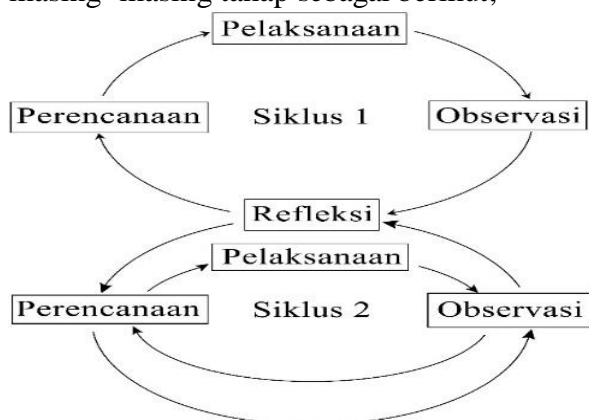 masing- masing tahap sebagai berikut;
Pelaksanaan
Perencanaan
Siklus 1
Observasi
Refleksi
Pelaksanaan
Perencanaan
Siklus 2
Observasi